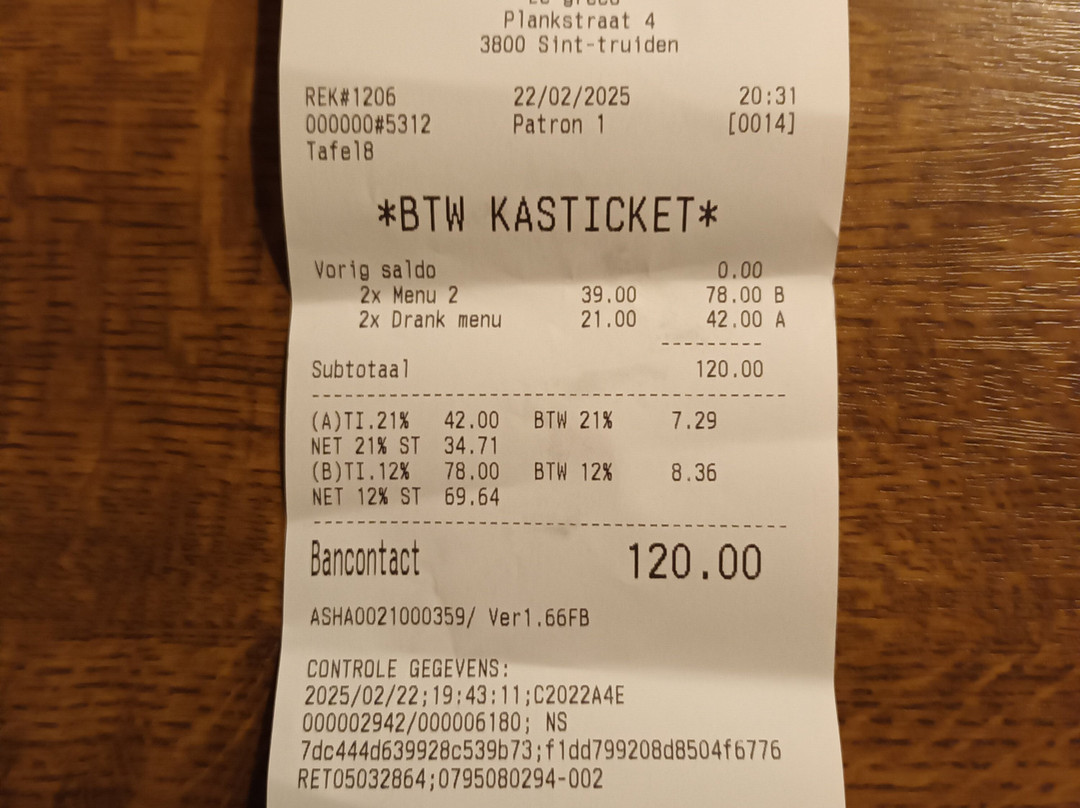 Plankstraat 4
3800 Sint-truiden
REK#1206 22/02/2025 20:31
000000#5312 Patron 1 [0014]
Tafel8
*BTW KASTICKET*
Vorig saldo 0.00
2x Menu 2 39.00 78.00 B
2x Drank menu 21.00 42.00 A
----------
Subtotaal 120.00
------------------------------------------
(A)TI.21% 42.00 BTW 21% 7.29
NET 21% ST 34.71
(B)TI.12% 78.00 BTW 12% 8.36
NET 12% ST 69.64
------------------------------------------
Bancontact 120.00
ASHA0021000359/ Ver1.66FB
CONTROLE GEGEVENS:
2025/02/22;19:43:11;C2022A4E
000002942/000006180; NS
7dc444d639928c539b73;f1dd799208d8504f6776
RET05032864;0795080294-002